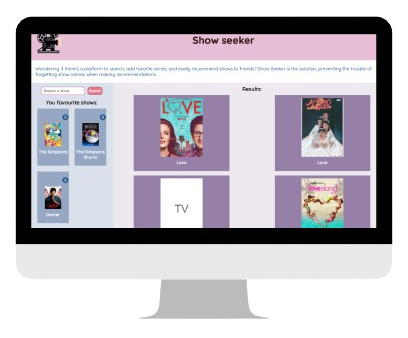 Show seeker
Wondering if there's a platform to search, add favorite series, and easily recommend shows to friends? Show Seeker is the solution, preventing the trouble of
forgetting show names when making recommendations.
Search a show
Search
You favourite shows:
X
X
The Simpsons
The Simpsons
Shorts
X
Dexter
Results:
LOVE
Love
Love
TV
love island